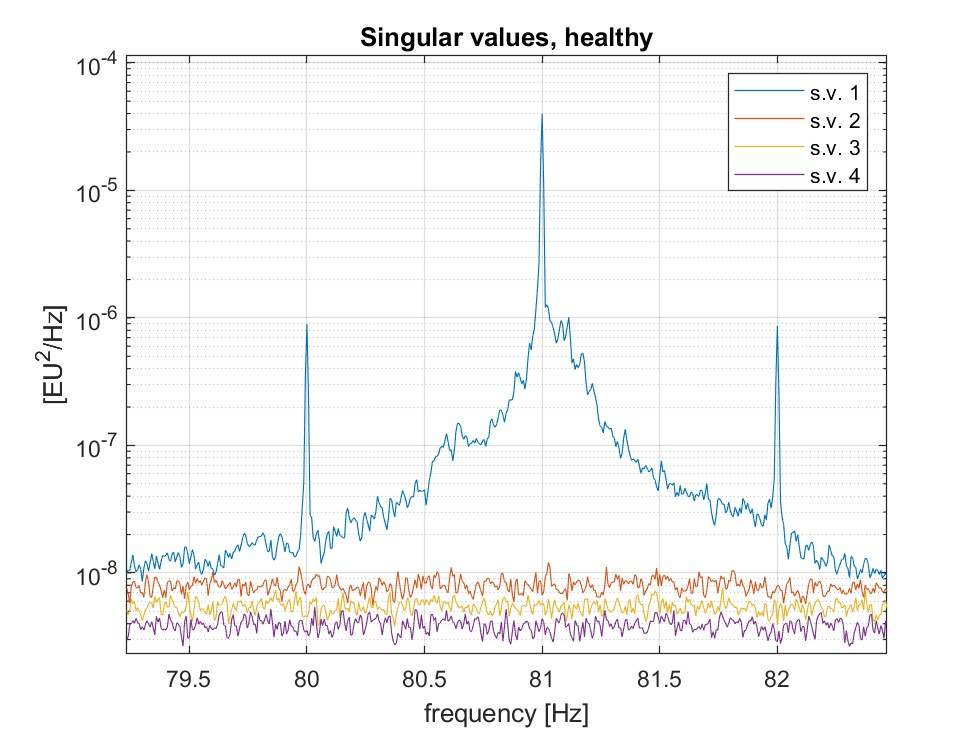 Singular values, healthy
10^-4
10^-5
10^-6
10^-7
10^-8
[EU^2/Hz]
s.v. 1
s.v. 2
s.v. 3
s.v. 4
79.5 80 80.5 81 81.5 82
frequency [Hz]